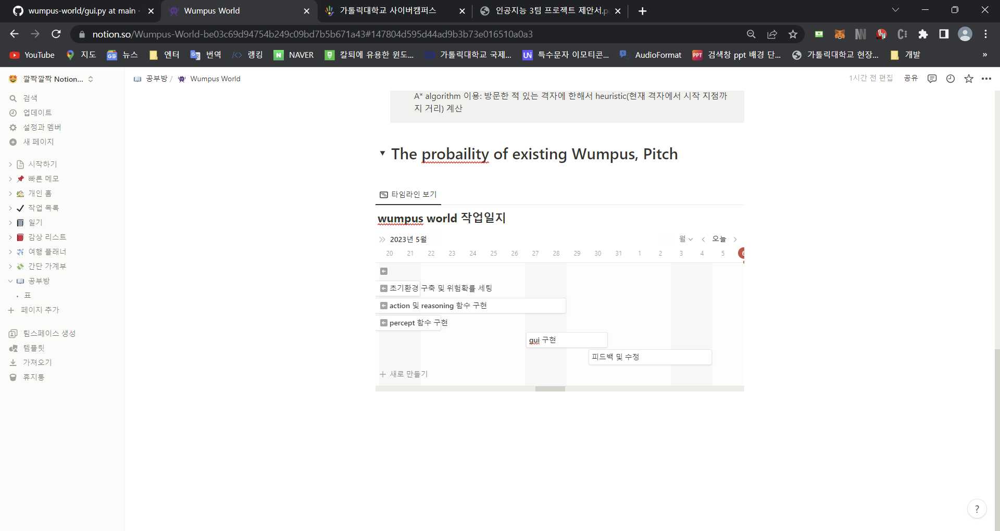 wumpus-world/gui.py at main
Wumpus World
가톨릭대학교 사이버캠퍼스
인공지능 3팀 프로젝트 제안서.p
notion.so/Wumpus-World-be03c69d94754b249c09bd7b5b671a43#147804d595d44ad9b3b73e016510a0a3
YouTube
지도
뉴스
엔터
번역
랭킹
NAVER
칼퇴에 유용한 윈도...
가톨릭대학교 국제...
특수문자 이모티콘...
AudioFormat
검색창 ppt 배경 단...
가톨릭대학교 현장...
개발
»
깔짝깔짝 Notion...
공부방 / Wumpus World
1시간 전 편집
공유
검색
업데이트
설정과 멤버
새 페이지
시작하기
빠른 메모
개인 홈
작업 목록
일기
감상 리스트
여행 플래너
간단 가계부
공부방
표
페이지 추가
팀스페이스 생성
템플릿
가져오기
휴지통
A* algorithm 이용: 방문한 적 있는 격자에 한해서 heuristic(현재 격자에서 시작 지점까
지 거리) 계산
The probaility of existing Wumpus, Pitch
타임라인 보기
wumpus world 작업일지
2023년 5월
월
오늘
20 21 22 23 24 25 26 27 28 29 30 31 1 2 3 4 5 6
초기환경 구축 및 위험확률 세팅
action 및 reasoning 함수 구현
percept 함수 구현
gui 구현
피드백 및 수정
새로 만들기
?